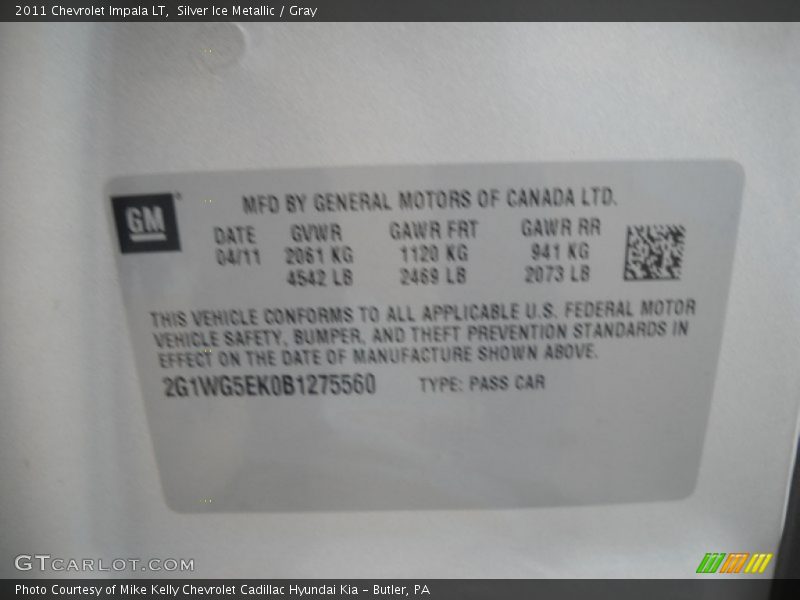 2011 Chevrolet Impala LT, Silver Ice Metallic / Gray
GM
MFD BY GENERAL MOTORS OF CANADA LTD.
DATE GVWR GAWR FRT GAWR RR
04/11 2061 KG 1120 KG 941 KG
4542 LB 2469 LB 2073 LB
THIS VEHICLE CONFORMS TO ALL APPLICABLE U.S. FEDERAL MOTOR
VEHICLE SAFETY, BUMPER, AND THEFT PREVENTION STANDARDS IN
EFFECT ON THE DATE OF MANUFACTURE SHOWN ABOVE.
2G1WG5EK0B1275560 TYPE: PASS CAR
GTCARLOT.COM
Photo Courtesy of Mike Kelly Chevrolet Cadillac Hyundai Kia – Butler, PA